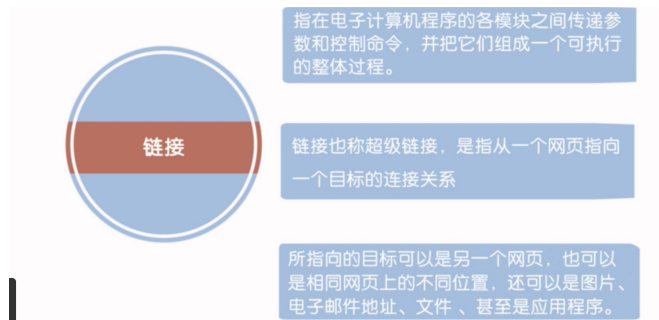 指在电子计算机程序的各模块之间传递参
数和控制命令，并把它们组成一个可执行
的整体过程。
链接
链接也称超级链接，是指从一个网页指向
一个目标的连接关系
所指向的目标可以是另一个网页，也可以
是相同网页上的不同位置，还可以是图片、
电子邮件地址、文件 、甚至是应用程序。